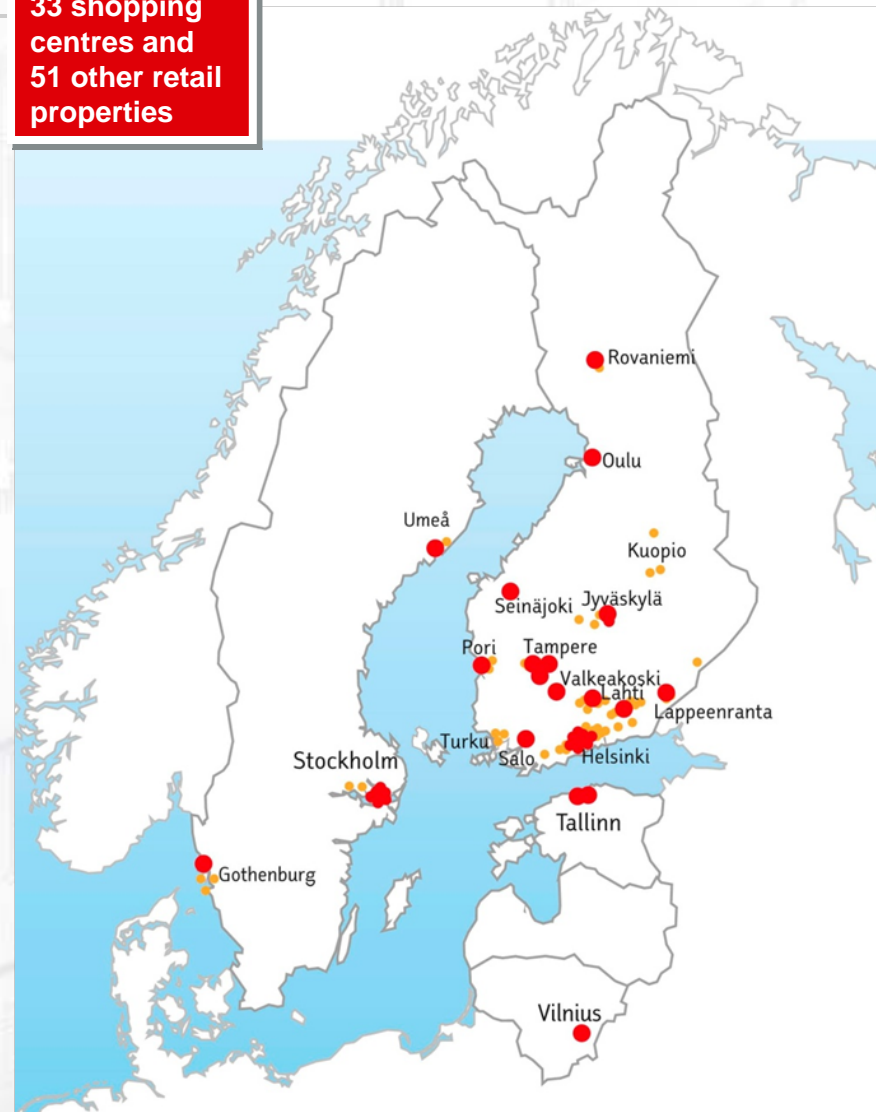 33 shopping
centres and
51 other retail
properties
Rovaniemi
Oulu
Umeå
Kuopio
Seinäjoki
Jyväskylä
Pori
Tampere
Valkeakoski
Lahti
Lappeenranta
Turku
Salo
Helsinki
Stockholm
Tallinn
Gothenburg
Vilnius